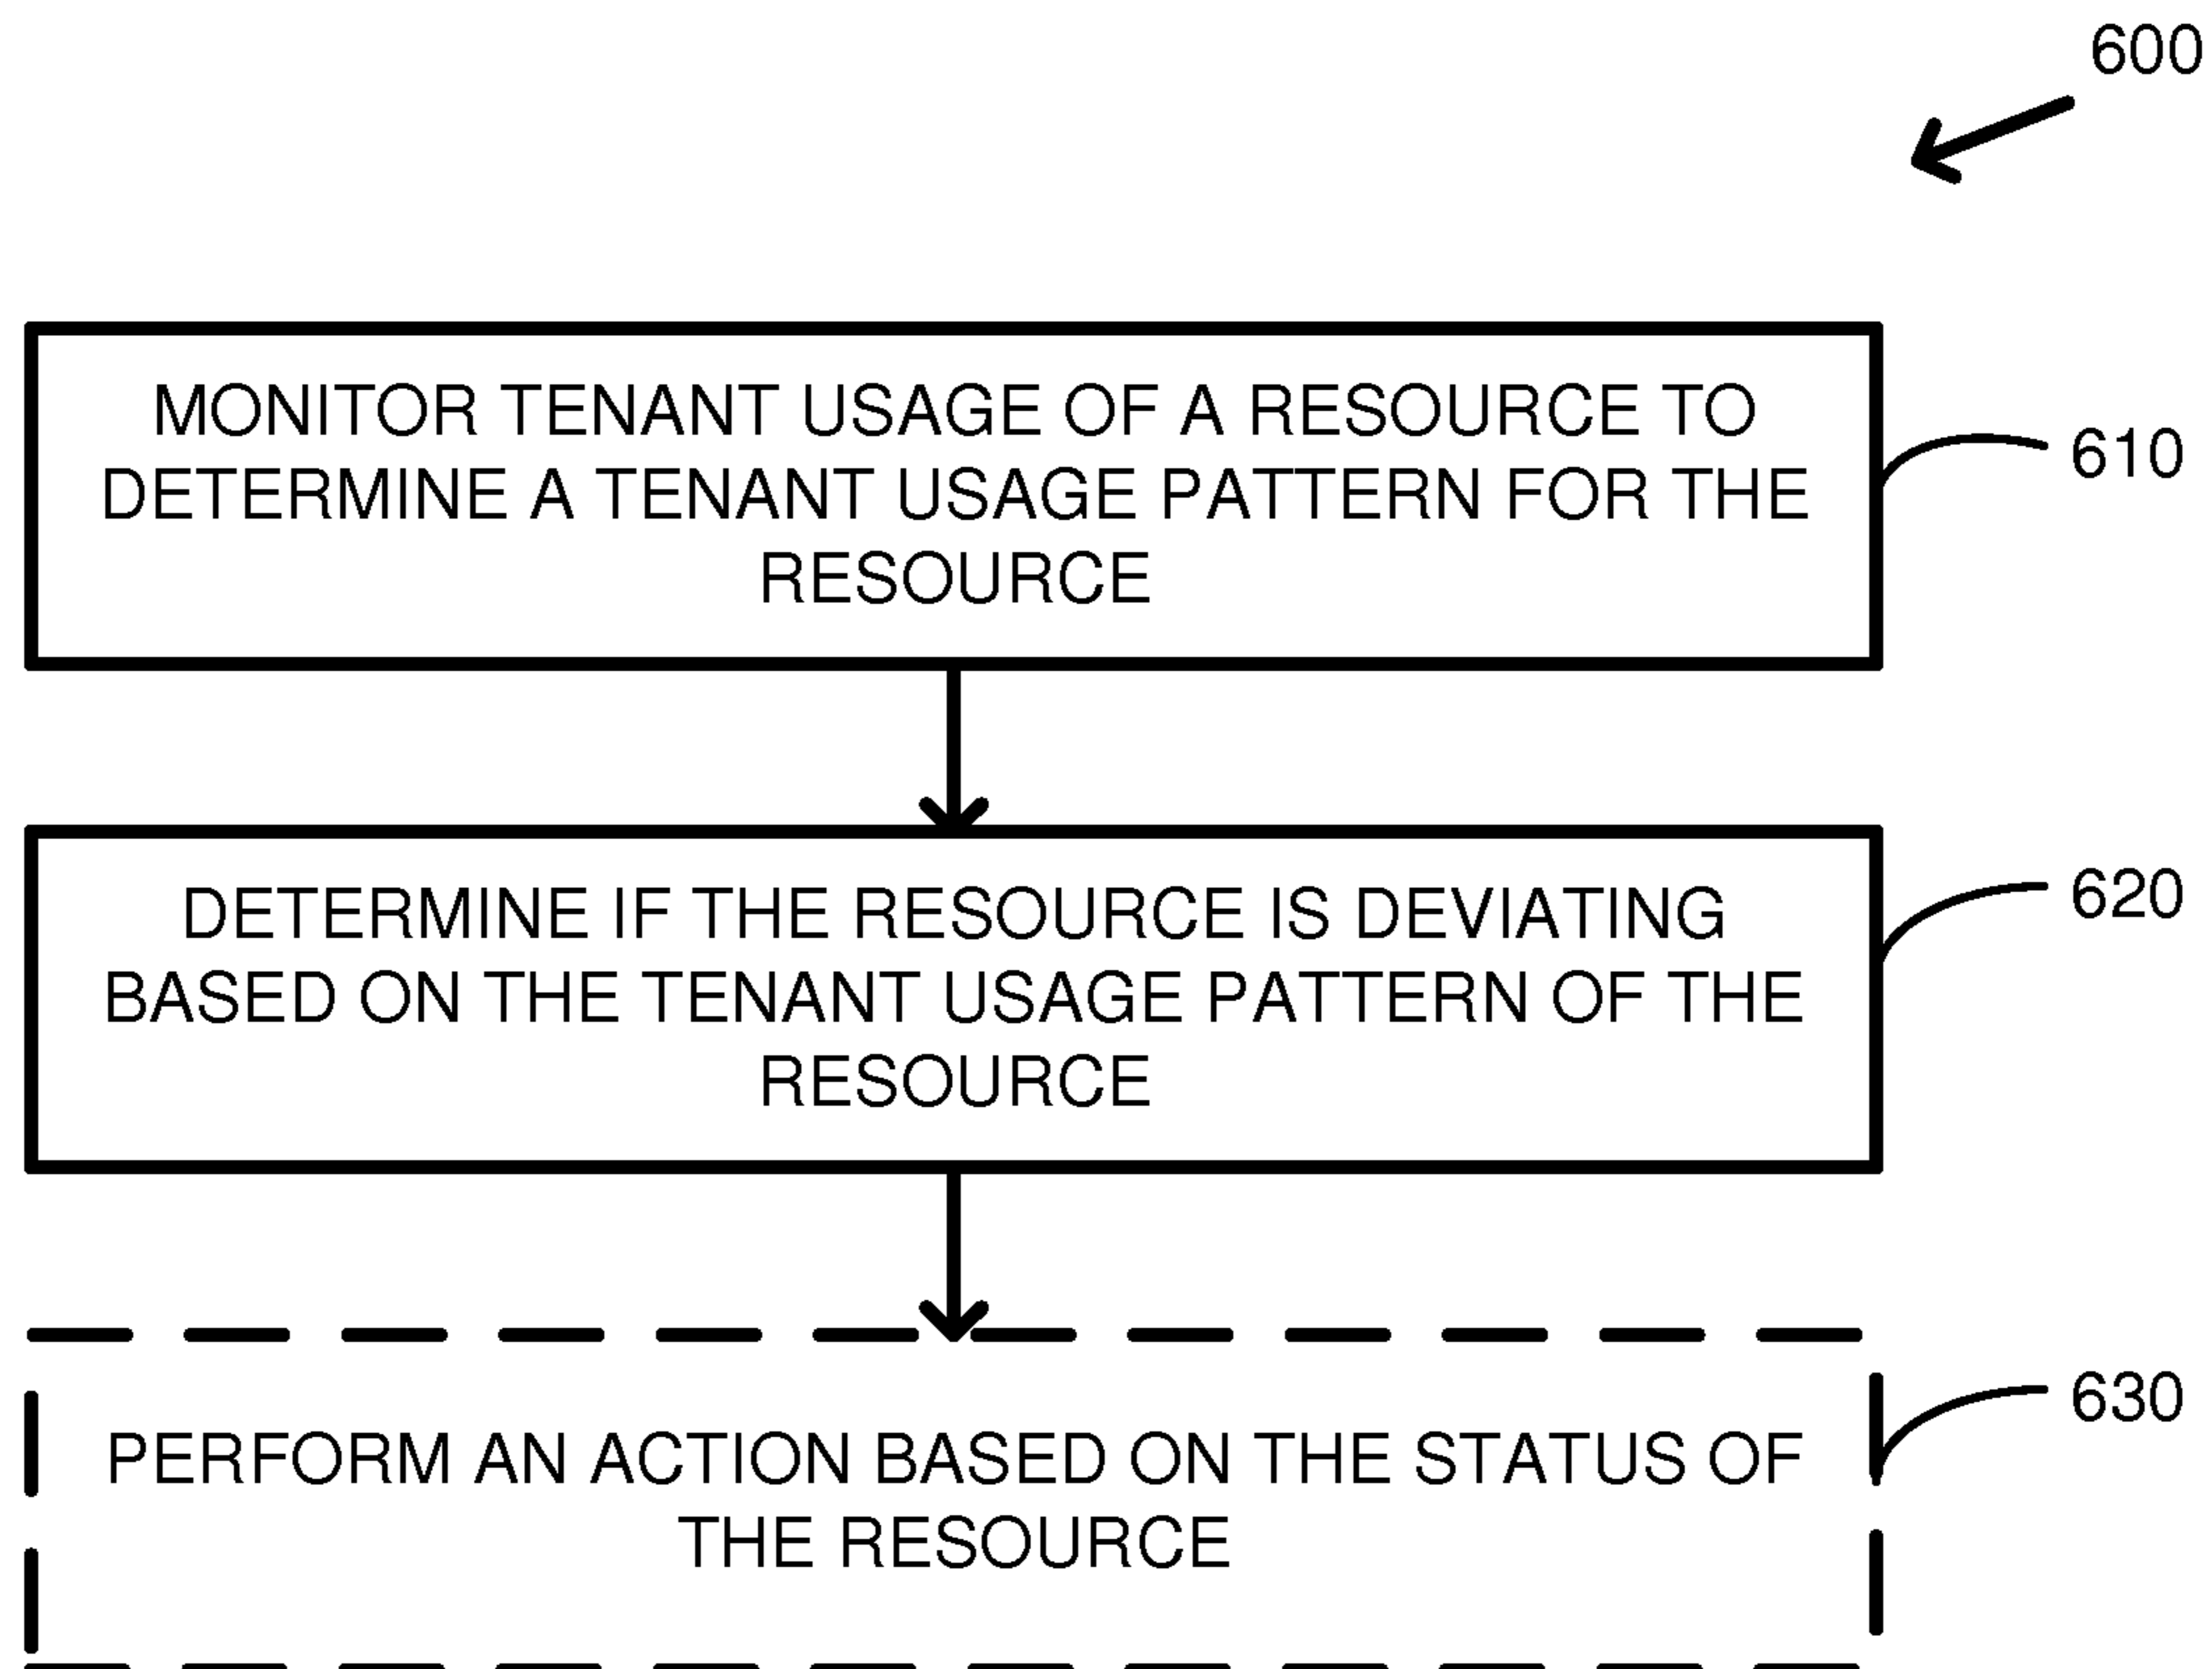 600
MONITOR TENANT USAGE OF A RESOURCE TO
DETERMINE A TENANT USAGE PATTERN FOR THE
RESOURCE
610
DETERMINE IF THE RESOURCE IS DEVIATING
BASED ON THE TENANT USAGE PATTERN OF THE
RESOURCE
620
PERFORM AN ACTION BASED ON THE STATUS OF
THE RESOURCE
630